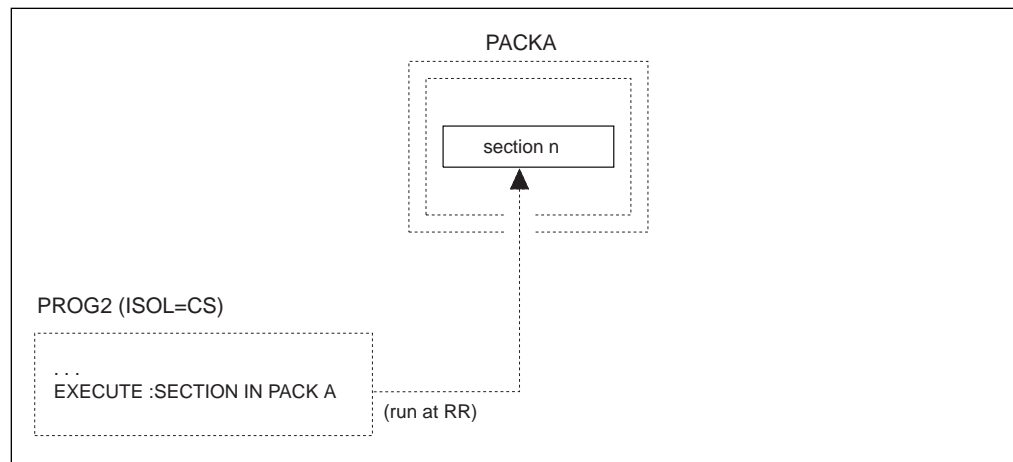 PACKA
section n
PROG2 (ISOL=CS)
. . .
EXECUTE :SECTION IN PACK A
(run at RR)